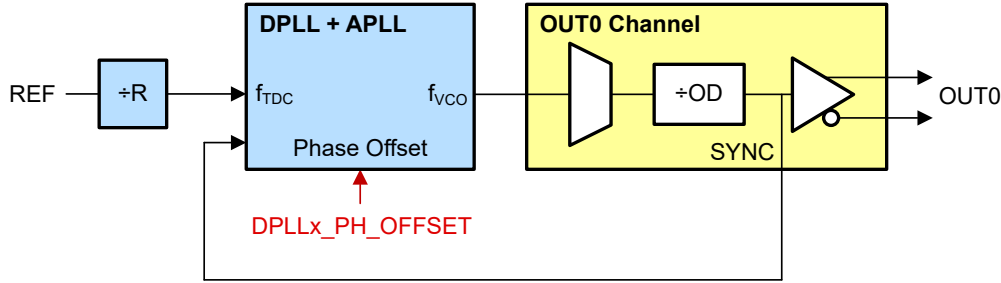 DPLL + APLL
OUT0 Channel
REF
÷R
fTDC
fVCO
÷OD
OUT0
Phase Offset
SYNC
DPLLx_PH_OFFSET